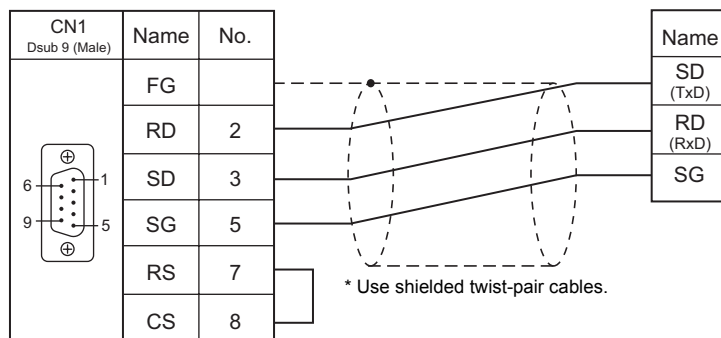 CN1
Dsub 9 (Male)
Name
No.
FG
RD
2
SD
3
SG
5
RS
7
CS
8
6
1
9
5
* Use shielded twist-pair cables.
Name
SD
(TxD)
RD
(RxD)
SG